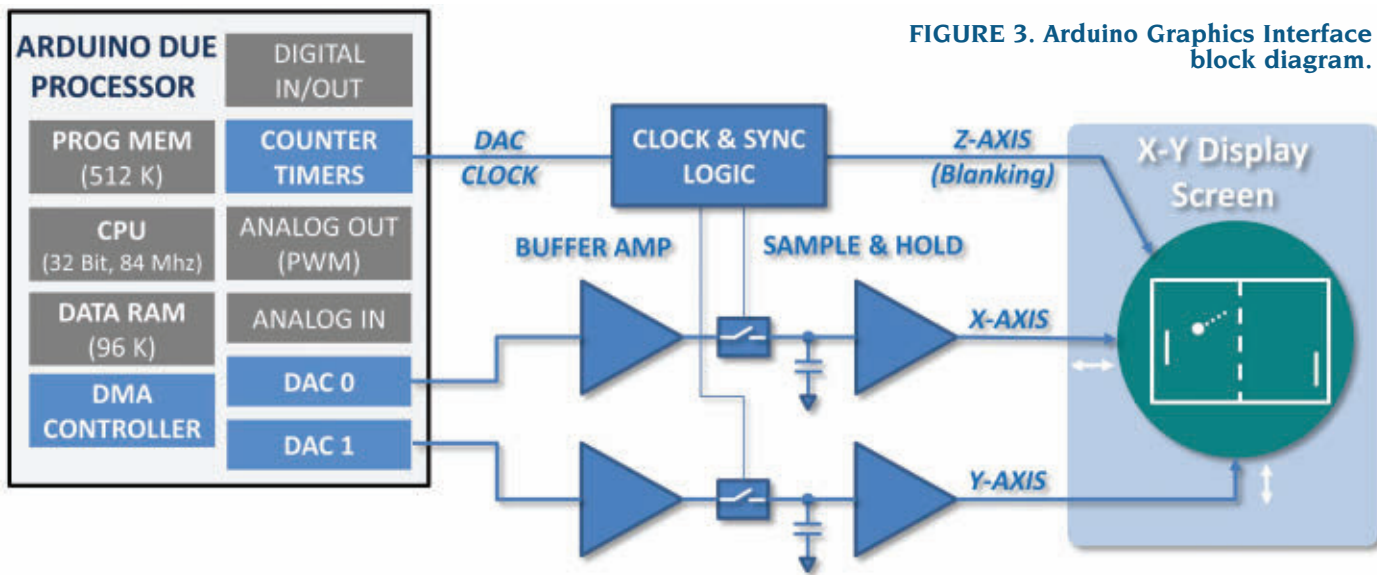 FIGURE 3. Arduino Graphics Interface
block diagram.
ARDUINO DUE
PROCESSOR
PROG MEM
(512 K)
CPU
(32 Bit, 84 Mhz)
DATA RAM
(96 K)
DMA
CONTROLLER
DIGITAL
IN/OUT
COUNTER
TIMERS
ANALOG OUT
(PWM)
ANALOG IN
DAC 0
DAC 1
DAC
CLOCK
CLOCK & SYNC
LOGIC
Z-AXIS
(Blanking)
BUFFER AMP
SAMPLE & HOLD
X-AXIS
Y-AXIS
X-Y Display
Screen